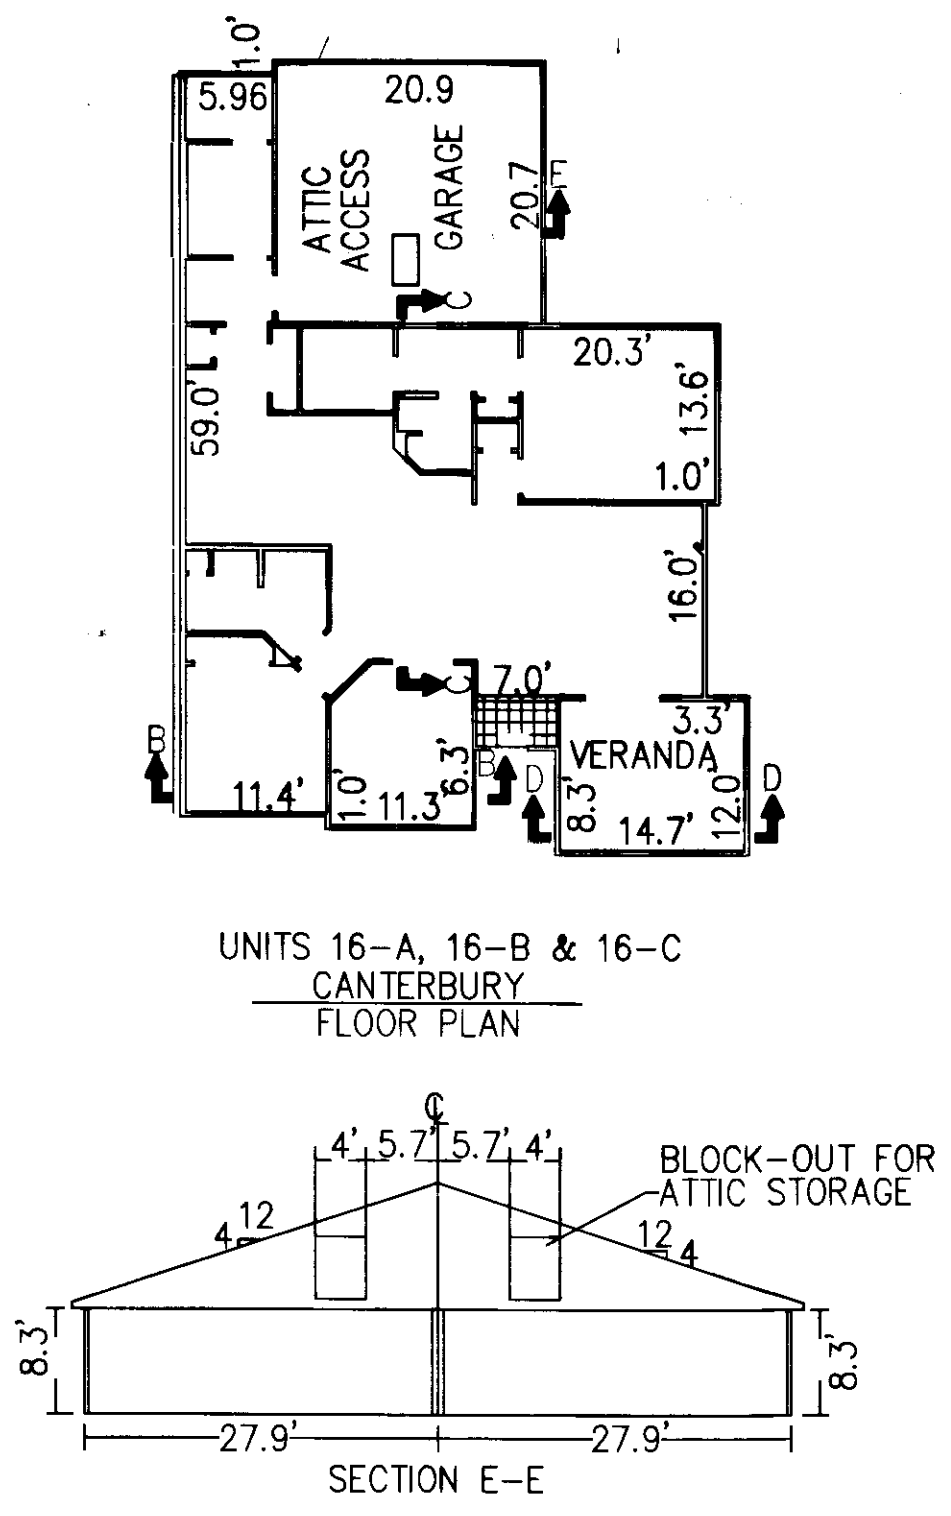 1.0'
5.96
20.9
ATTIC
ACCESS
GARAGE
20.7
E
C
20.3'
13.6'
59.0'
1.0'
16.0'
C
7.0'
3.3'
B
VERANDA
6.3'
B
D
D
11.4'
1.0'
11.3'
8.3'
14.7'
12.0'
UNITS 16-A, 16-B & 16-C
CANTERBURY
FLOOR PLAN
℄
4' 5.7' 5.7' 4'
BLOCK-OUT FOR
ATTIC STORAGE
12
4
12
4
8.3'
8.3'
27.9' 27.9'
SECTION E-E